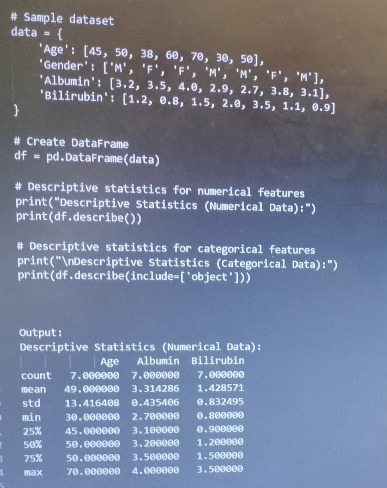 # Sample dataset
data = {
    'Age': [45, 50, 38, 60, 70, 30, 50],
    'Gender': ['M', 'F', 'F', 'M', 'M', 'F', 'M'],
    'Albumin': [3.2, 3.5, 4.0, 2.9, 2.7, 3.8, 3.1],
    'Bilirubin': [1.2, 0.8, 1.5, 2.0, 3.5, 1.1, 0.9]
}
# Create DataFrame
df = pd.DataFrame(data)
# Descriptive statistics for numerical features
print("Descriptive Statistics (Numerical Data):")
print(df.describe())
# Descriptive statistics for categorical features
print("\nDescriptive Statistics (Categorical Data):")
print(df.describe(include=['object']))
Output:
Descriptive Statistics (Numerical Data):
Age Albumin Bilirubin
count 7.000000 7.000000 7.000000
mean 49.000000 3.314286 1.428571
std 13.416408 0.435406 0.832495
min 30.000000 2.700000 0.800000
25% 45.000000 3.100000 0.900000
50% 50.000000 3.200000 1.200000
75% 50.000000 3.500000 1.500000
max 70.000000 4.000000 3.500000